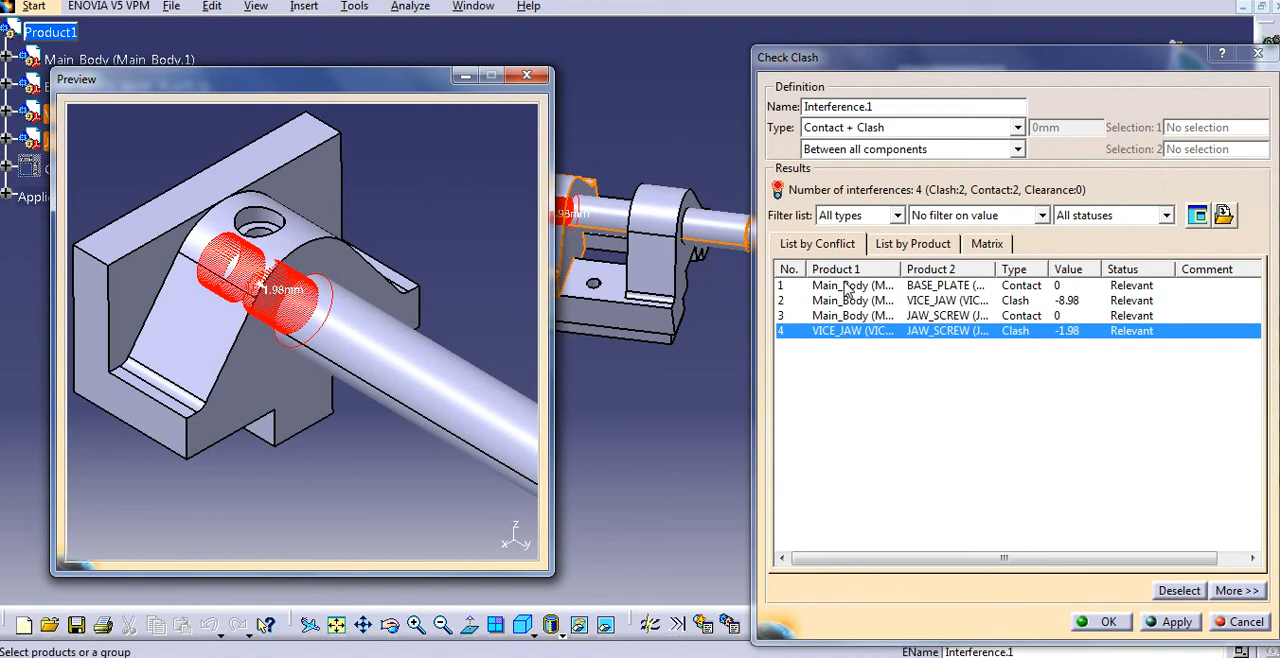 Start ENOVIA V5 VPM File Edit View Insert Tools Analyze Window Help
Product1
Main_Body (Main_Body.1)
Applic
Preview
1.98mm
x z y
.98mm
Check Clash
Definition
Name: Interference.1
Type: Contact + Clash 0mm Selection: 1 No selection
Between all components Selection: 2 No selection
Results
Number of interferences: 4 (Clash:2, Contact:2, Clearance:0)
Filter list: All types No filter on value All statuses
List by Conflict List by Product Matrix
No. Product 1 Product 2 Type Value Status Comment
1 Main_Body (M... BASE_PLATE (... Contact 0 Relevant
2 Main_Body (M... VICE_JAW (VIC... Clash -8.98 Relevant
3 Main_Body (M... JAW_SCREW (J... Contact 0 Relevant
4 VICE_JAW (VIC... JAW_SCREW (J... Clash -1.98 Relevant
Deselect More >>
OK Apply Cancel
Select products or a group EName Interference.1